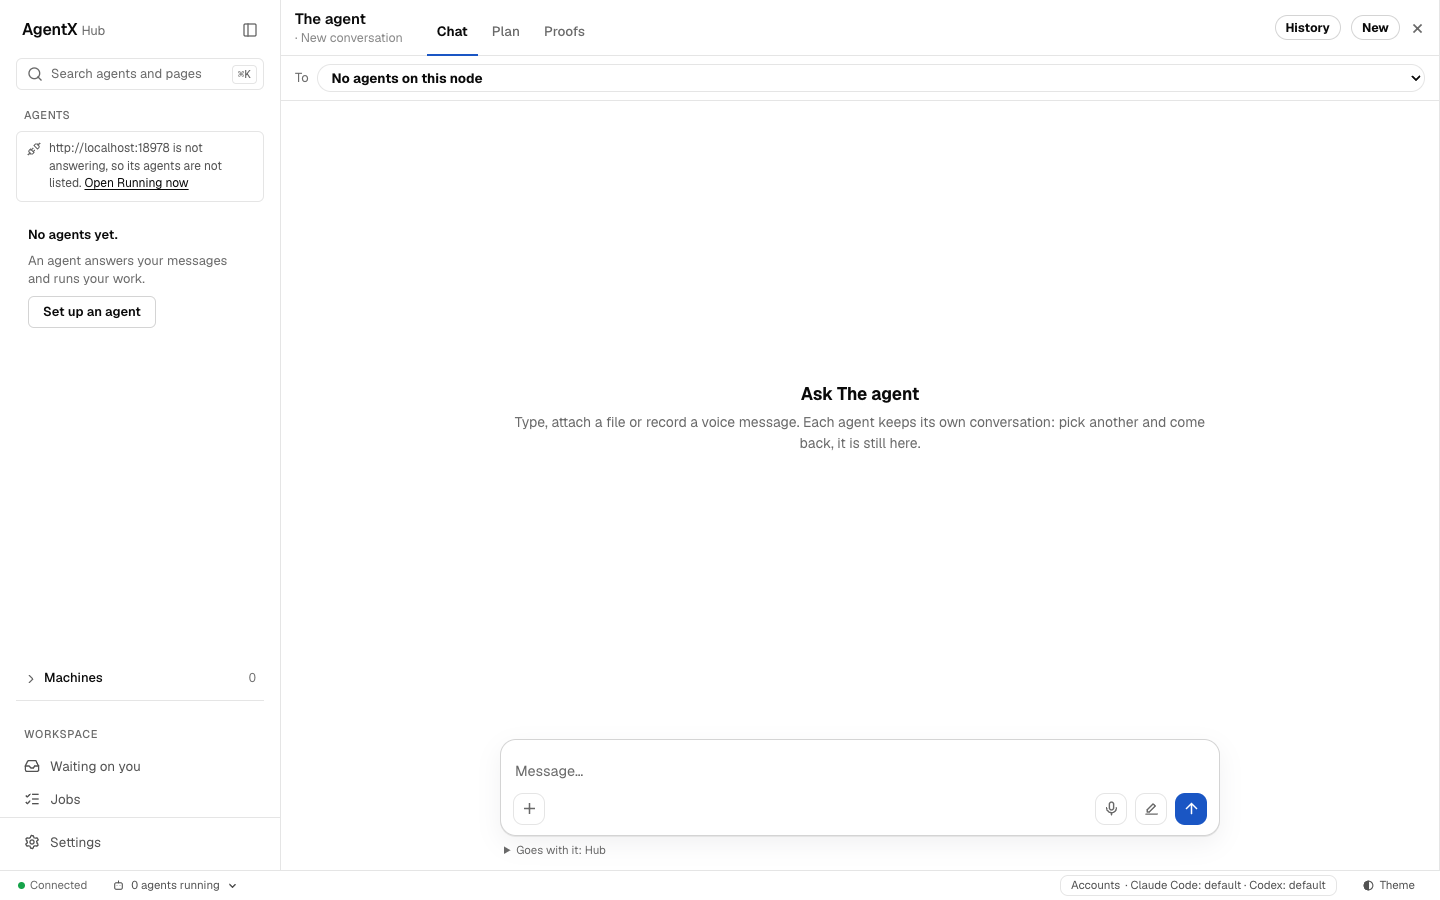 AgentX Hub
Search agents and pages ⌘K
AGENTS
http://localhost:18978 is not
answering, so its agents are not
listed. Open Running now
No agents yet.
An agent answers your messages
and runs your work.
Set up an agent
Machines 0
WORKSPACE
Waiting on you
Jobs
Settings
The agent
· New conversation
Chat Plan Proofs
History New
To No agents on this node
Ask The agent
Type, attach a file or record a voice message. Each agent keeps its own conversation: pick another and come
back, it is still here.
Message…
Goes with it: Hub
Connected 0 agents running
Accounts · Claude Code: default · Codex: default Theme